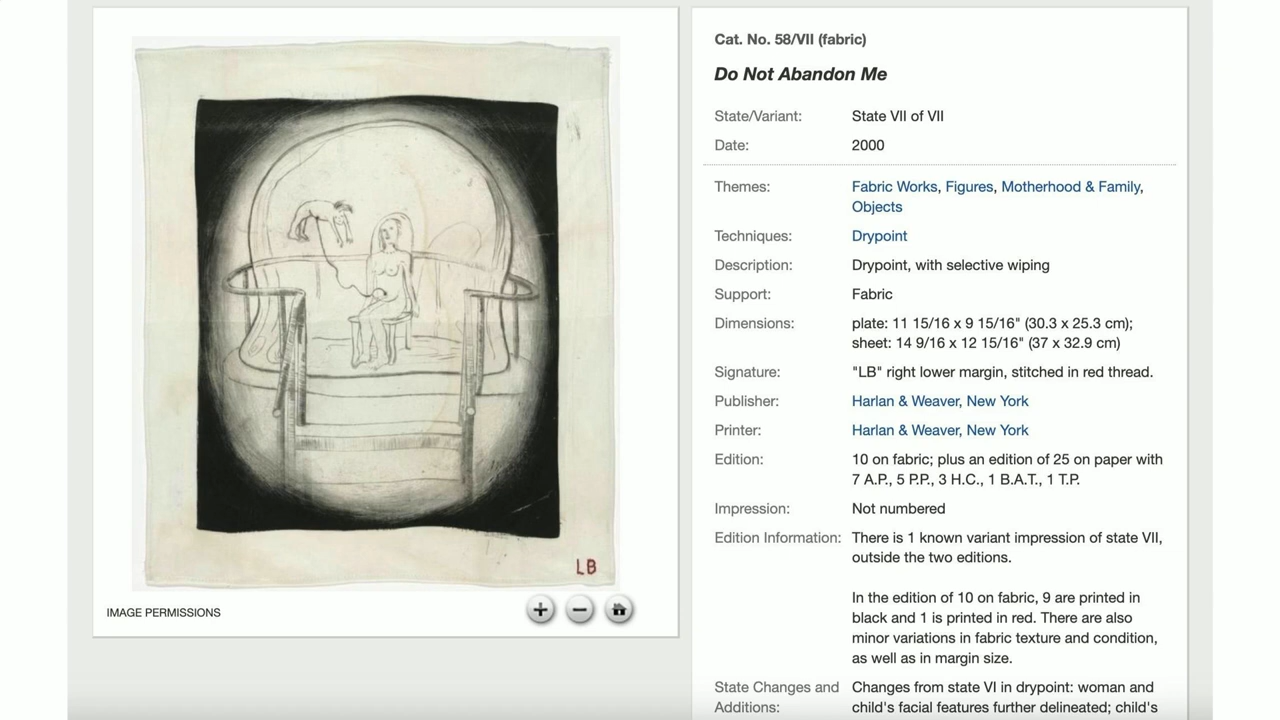 LB
IMAGE PERMISSIONS
Cat. No. 58/VII (fabric)
Do Not Abandon Me
State/Variant: State VII of VII
Date: 2000
Themes: Fabric Works, Figures, Motherhood & Family,
Objects
Techniques: Drypoint
Description: Drypoint, with selective wiping
Support: Fabric
Dimensions: plate: 11 15/16 x 9 15/16" (30.3 x 25.3 cm);
sheet: 14 9/16 x 12 15/16" (37 x 32.9 cm)
Signature: "LB" right lower margin, stitched in red thread.
Publisher: Harlan & Weaver, New York
Printer: Harlan & Weaver, New York
Edition: 10 on fabric; plus an edition of 25 on paper with
7 A.P., 5 P.P., 3 H.C., 1 B.A.T., 1 T.P.
Impression: Not numbered
Edition Information: There is 1 known variant impression of state VII,
outside the two editions.
In the edition of 10 on fabric, 9 are printed in
black and 1 is printed in red. There are also
minor variations in fabric texture and condition,
as well as in margin size.
State Changes and Changes from state VI in drypoint: woman and
Additions: child's facial features further delineated; child's